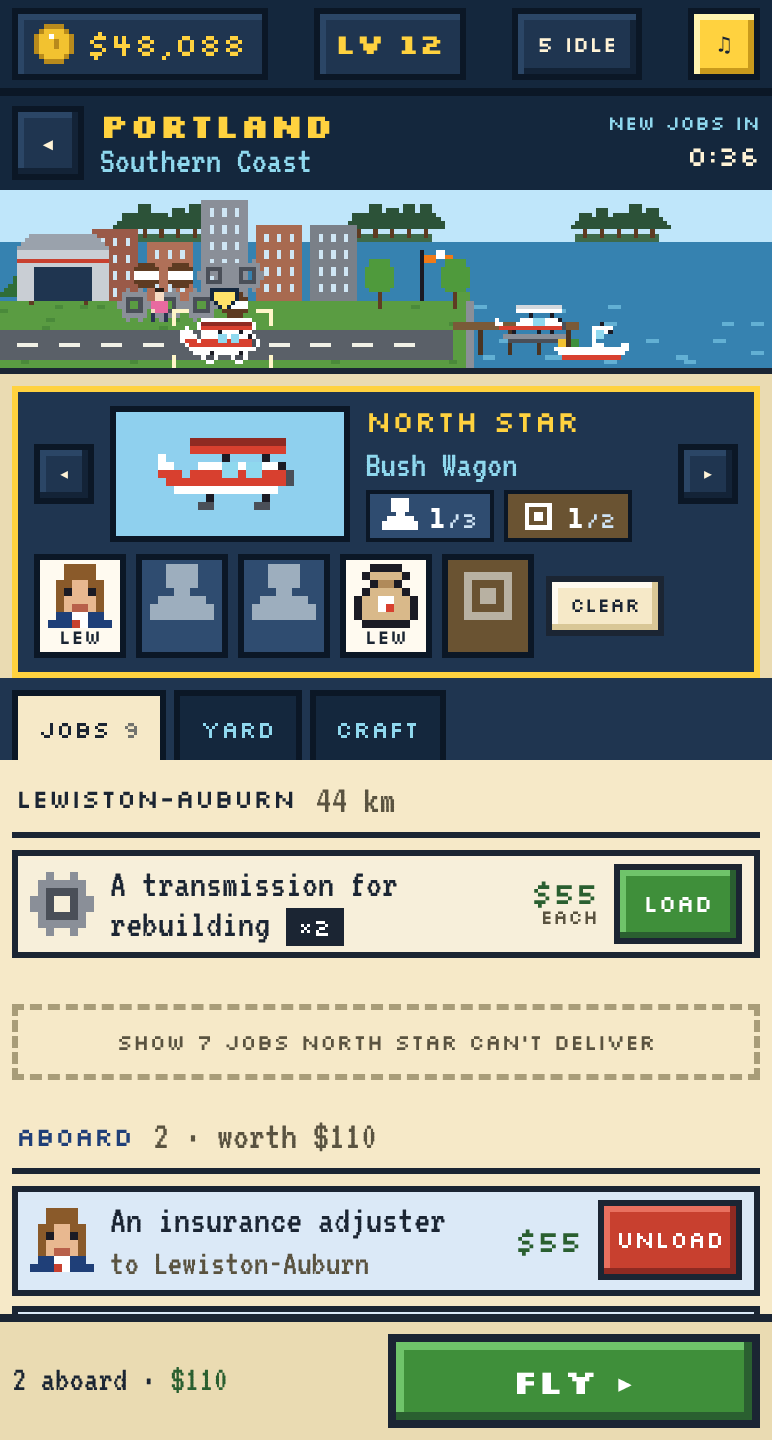 $48,088
LV 12
5 IDLE
♫
◂
PORTLAND
Southern Coast
NEW JOBS IN
0:36
◂
NORTH STAR
Bush Wagon
1/3
1/2
▸
LEW
LEW
CLEAR
JOBS 9
YARD
CRAFT
LEWISTON-AUBURN 44 km
A transmission for
rebuilding ×2
$55
EACH
LOAD
SHOW 7 JOBS NORTH STAR CAN'T DELIVER
ABOARD 2 · worth $110
An insurance adjuster
to Lewiston-Auburn
$55
UNLOAD
2 aboard · $110
FLY ▸